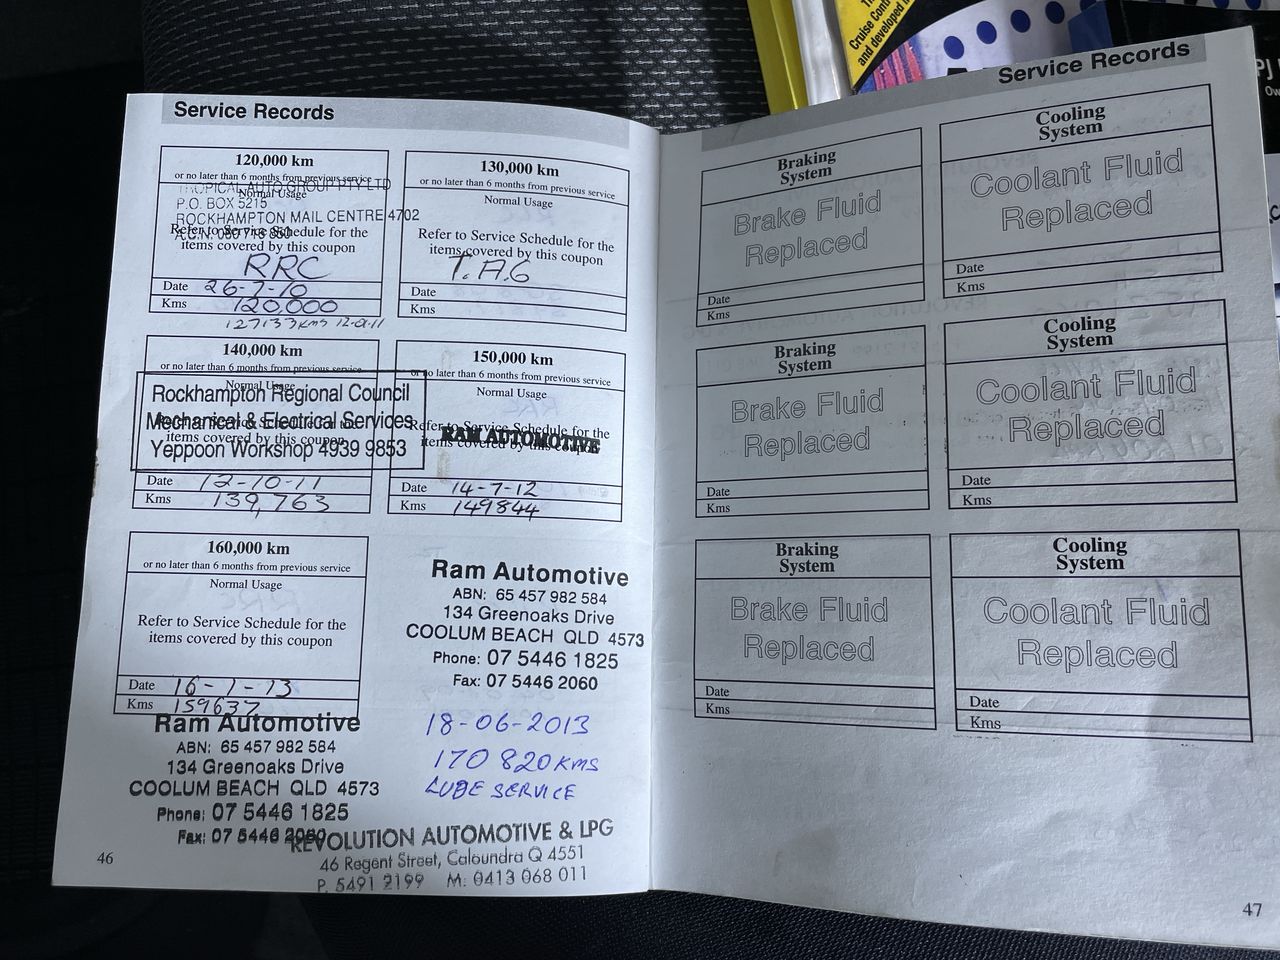 Service Records
120,000 km
or no later than 6 months from previous service
TROPICAL AUTO GROUP PTY LTD
Normal Usage
P.O. BOX 5215
ROCKHAMPTON MAIL CENTRE 4702
Refer to Service Schedule for the
A.C.N.
items covered by this coupon
RRC
Date 26-7-10
Kms 120,000
127133 kms 12-01-11
130,000 km
or no later than 6 months from previous service
Normal Usage
Refer to Service Schedule for the
items covered by this coupon
T.A.G
Date
Kms
140,000 km
or no later than 6 months from previous service
Normal Usage
Rockhampton Regional Council
Mechanical & Electrical Services
items covered by this coupon
Yeppoon Workshop 4939 9853
Date 12-10-11
Kms 139,763
150,000 km
or no later than 6 months from previous service
Normal Usage
Refer to Service Schedule for the
items covered by this coupon
RAM AUTOMOTIVE
Date 14-7-12
Kms 149844
160,000 km
or no later than 6 months from previous service
Normal Usage
Refer to Service Schedule for the
items covered by this coupon
Date 16-1-13
Kms 159637
Ram Automotive
ABN: 65 457 982 584
134 Greenoaks Drive
COOLUM BEACH QLD 4573
Phone: 07 5446 1825
Fax: 07 5446 2060
Ram Automotive
ABN: 65 457 982 584
134 Greenoaks Drive
COOLUM BEACH QLD 4573
Phone: 07 5446 1825
Fax: 07 5446 2060
18-06-2013
170 820 KMS
LUBE SERVICE
REVOLUTION AUTOMOTIVE & LPG
46 Regent Street, Caloundra Q 4551
P. 5491 2199 M: 0413 068 011
46
Service Records
Braking
System
Brake Fluid
Replaced
Date
Kms
Cooling
System
Coolant Fluid
Replaced
Date
Kms
Braking
System
Brake Fluid
Replaced
Date
Kms
Cooling
System
Coolant Fluid
Replaced
Date
Kms
Braking
System
Brake Fluid
Replaced
Date
Kms
Cooling
System
Coolant Fluid
Replaced
Date
Kms
47
Cruise Cont
and developed